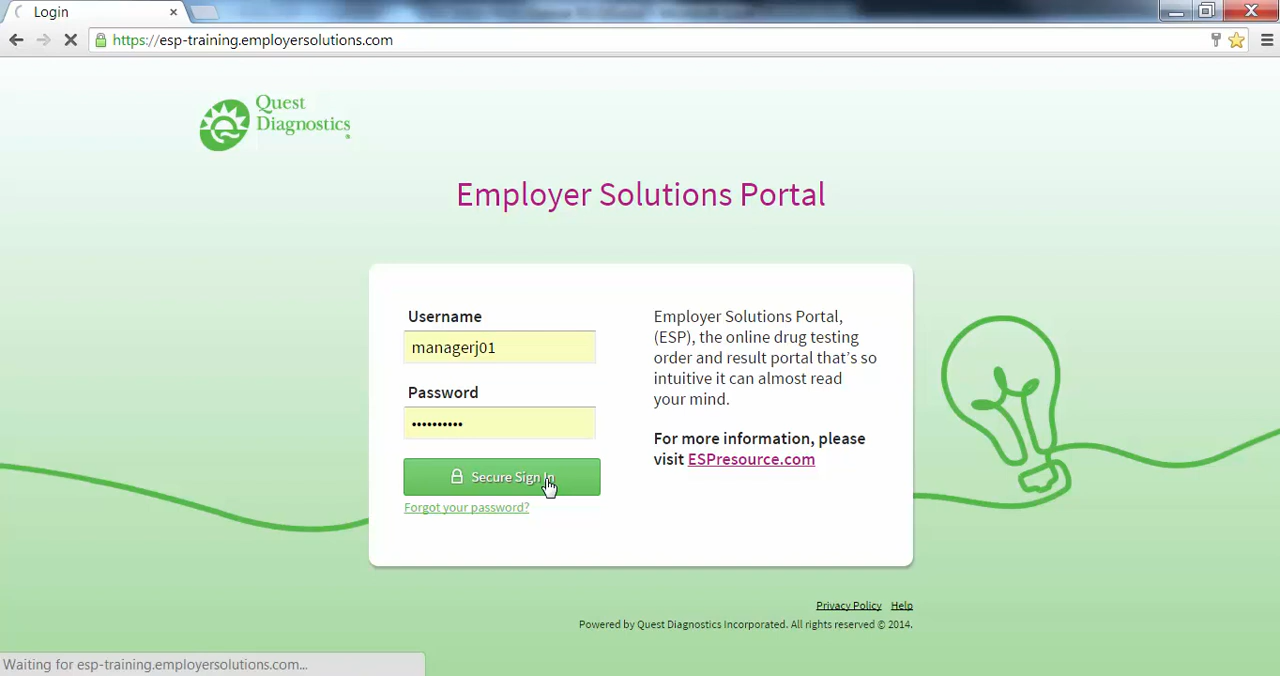 Login
https://esp-training.employersolutions.com
Quest
Diagnostics
Employer Solutions Portal
Username
managerj01
Password
••••••••••
Secure Sign In
Forgot your password?
Employer Solutions Portal,
(ESP), the online drug testing
order and result portal that's so
intuitive it can almost read
your mind.
For more information, please
visit ESPresource.com
Privacy Policy Help
Powered by Quest Diagnostics Incorporated. All rights reserved © 2014.
Waiting for esp-training.employersolutions.com...